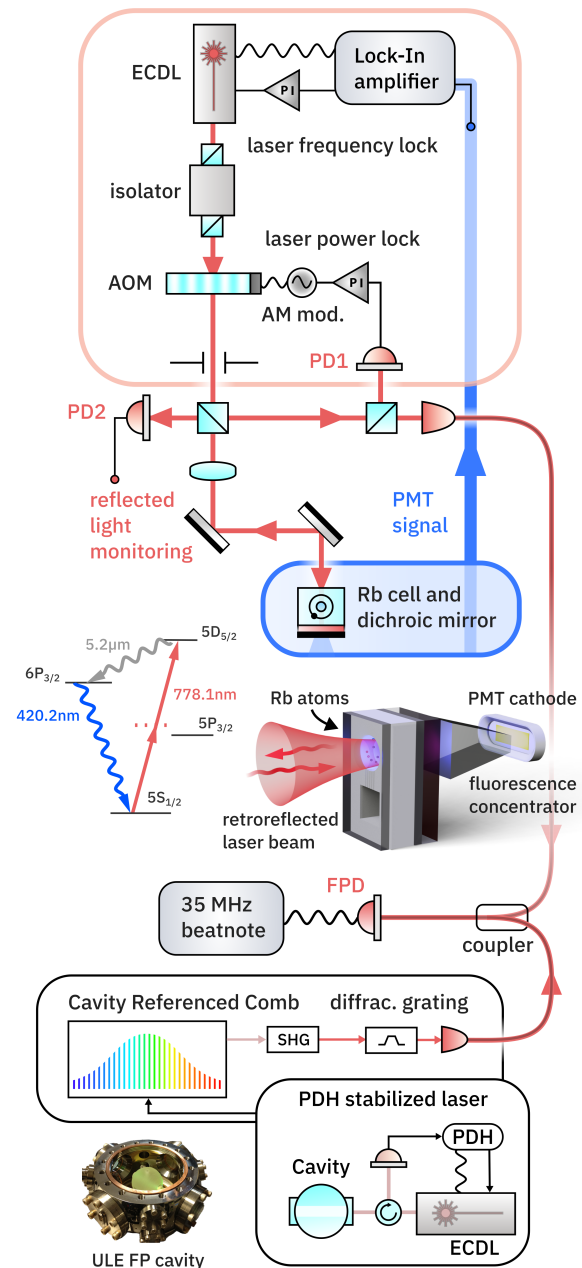 ECDL
Lock-In
amplifier
PI
laser frequency lock
isolator
laser power lock
AOM
PI
AM mod.
PD1
PD2
reflected
light
monitoring
PMT
signal
Rb cell and
dichroic mirror
5.2μm
5D5/2
6P3/2
778.1nm
420.2nm
5P3/2
5S1/2
Rb atoms
PMT cathode
fluorescence
concentrator
retroreflected
laser beam
FPD
35 MHz
beatnote
coupler
Cavity Referenced Comb
diffrac. grating
SHG
PDH stabilized laser
PDH
Cavity
ECDL
ULE FP cavity